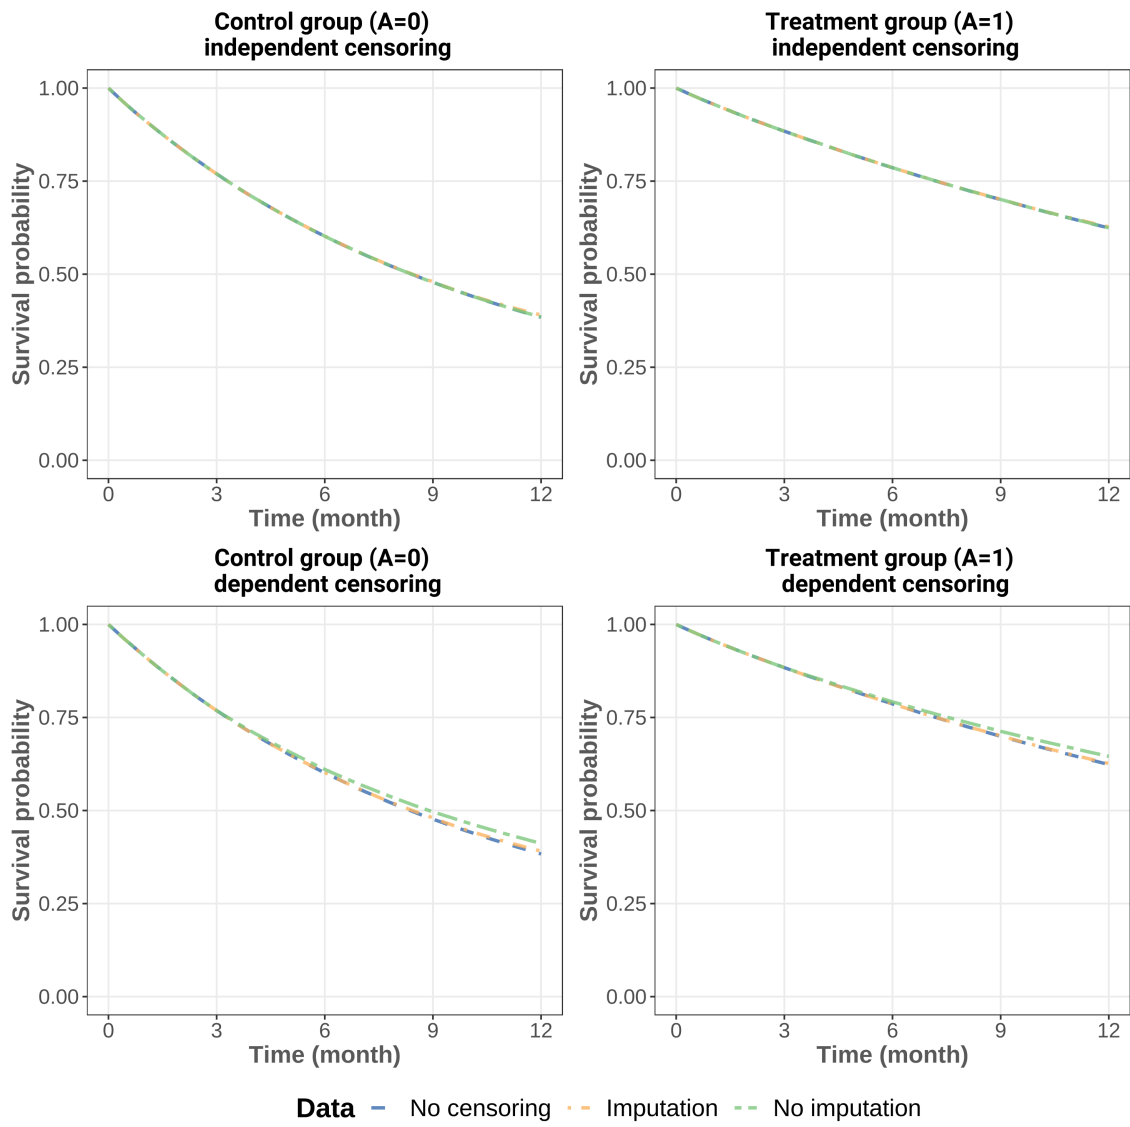 Control group (A=0)
independent censoring
Survival probability
1.00
0.75
0.50
0.25
0.00
0 3 6 9 12
Time (month)
Treatment group (A=1)
independent censoring
Survival probability
1.00
0.75
0.50
0.25
0.00
0 3 6 9 12
Time (month)
Control group (A=0)
dependent censoring
Survival probability
1.00
0.75
0.50
0.25
0.00
0 3 6 9 12
Time (month)
Treatment group (A=1)
dependent censoring
Survival probability
1.00
0.75
0.50
0.25
0.00
0 3 6 9 12
Time (month)
Data No censoring Imputation No imputation